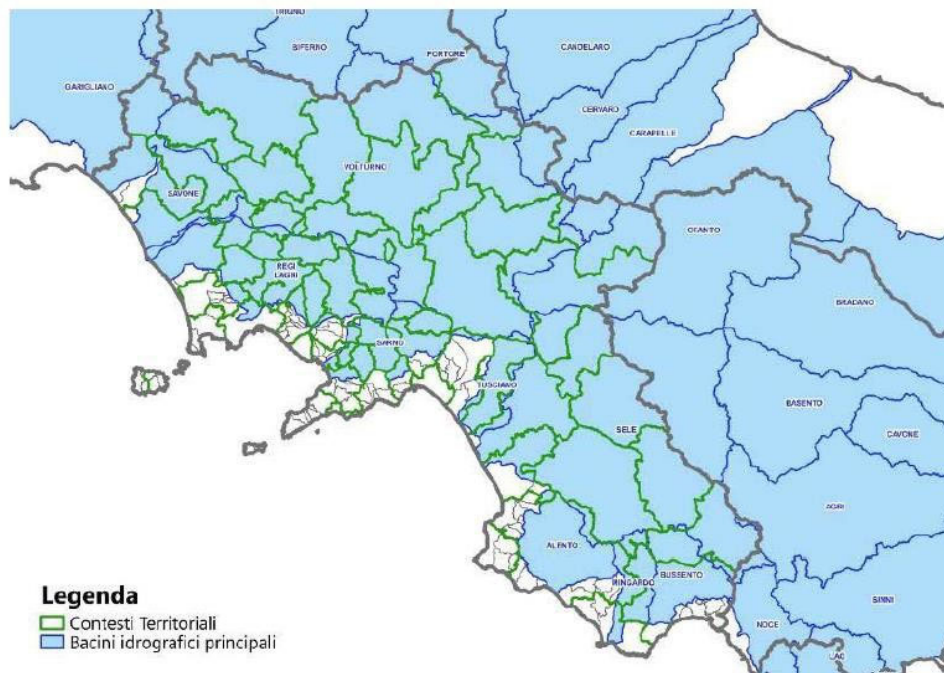 TRIGNO
BIFERNO
FORTORE
CANDELARO
GARIGLIANO
CERVARO
CARAPELLE
VOLTURNO
SAVONE
OFANTO
REGI
LAGNI
BRADANO
SARNO
TUSCIANO
BASENTO
SELE
CAVONE
AGRI
ALENTO
MINGARDO
BUSSENTO
SINNI
NOCE
LAO
Legenda
Contesti Territoriali
Bacini idrografici principali